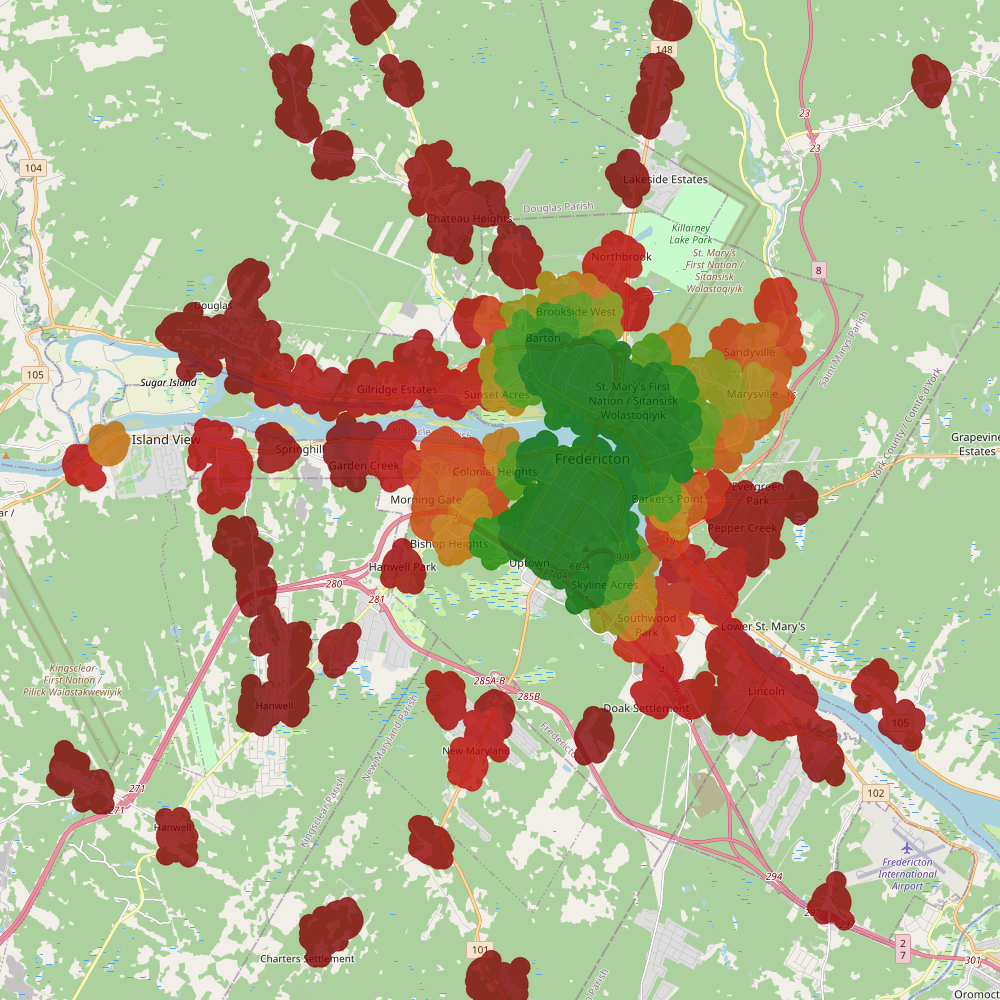 148
23
23
104
Lakeside Estates
Douglas Parish
Chateau Heights
Killarney
Lake Park
St. Mary's
First Nation /
Sitansisk
Wolastoqiyik
Northbrook
8
Douglas
Brookside West
Barton
Sandyville
Saint Marys Parish
105
Sugar Island
Gilridge Estates
Sunset Acres
St. Mary's First
Nation / Sitansisk
Wolastoqiyik
Marysville
York County / Comté d'York
Island View
Springhill
Garden Creek
Colonial Heights
Fredericton
Grapevine
Estates
Morning Gate
Barker's Point
Evergreen
Park
Pepper Creek
Bishop Heights
Hanwell Park
Uptown
Skyline Acres
280
281
Southwood
Park
Lower St. Mary's
Kingsclear
First Nation /
Pilick Wolastokwewiyik
285A-B
285B
Hanwell
Doak Settlement
Lincoln
105
New Maryland
New Maryland Parish
Kingsclear Parish
271
102
Hanwell
Fredericton
International
Airport
294
Charters Settlement
101
2
7
301
Oromoct